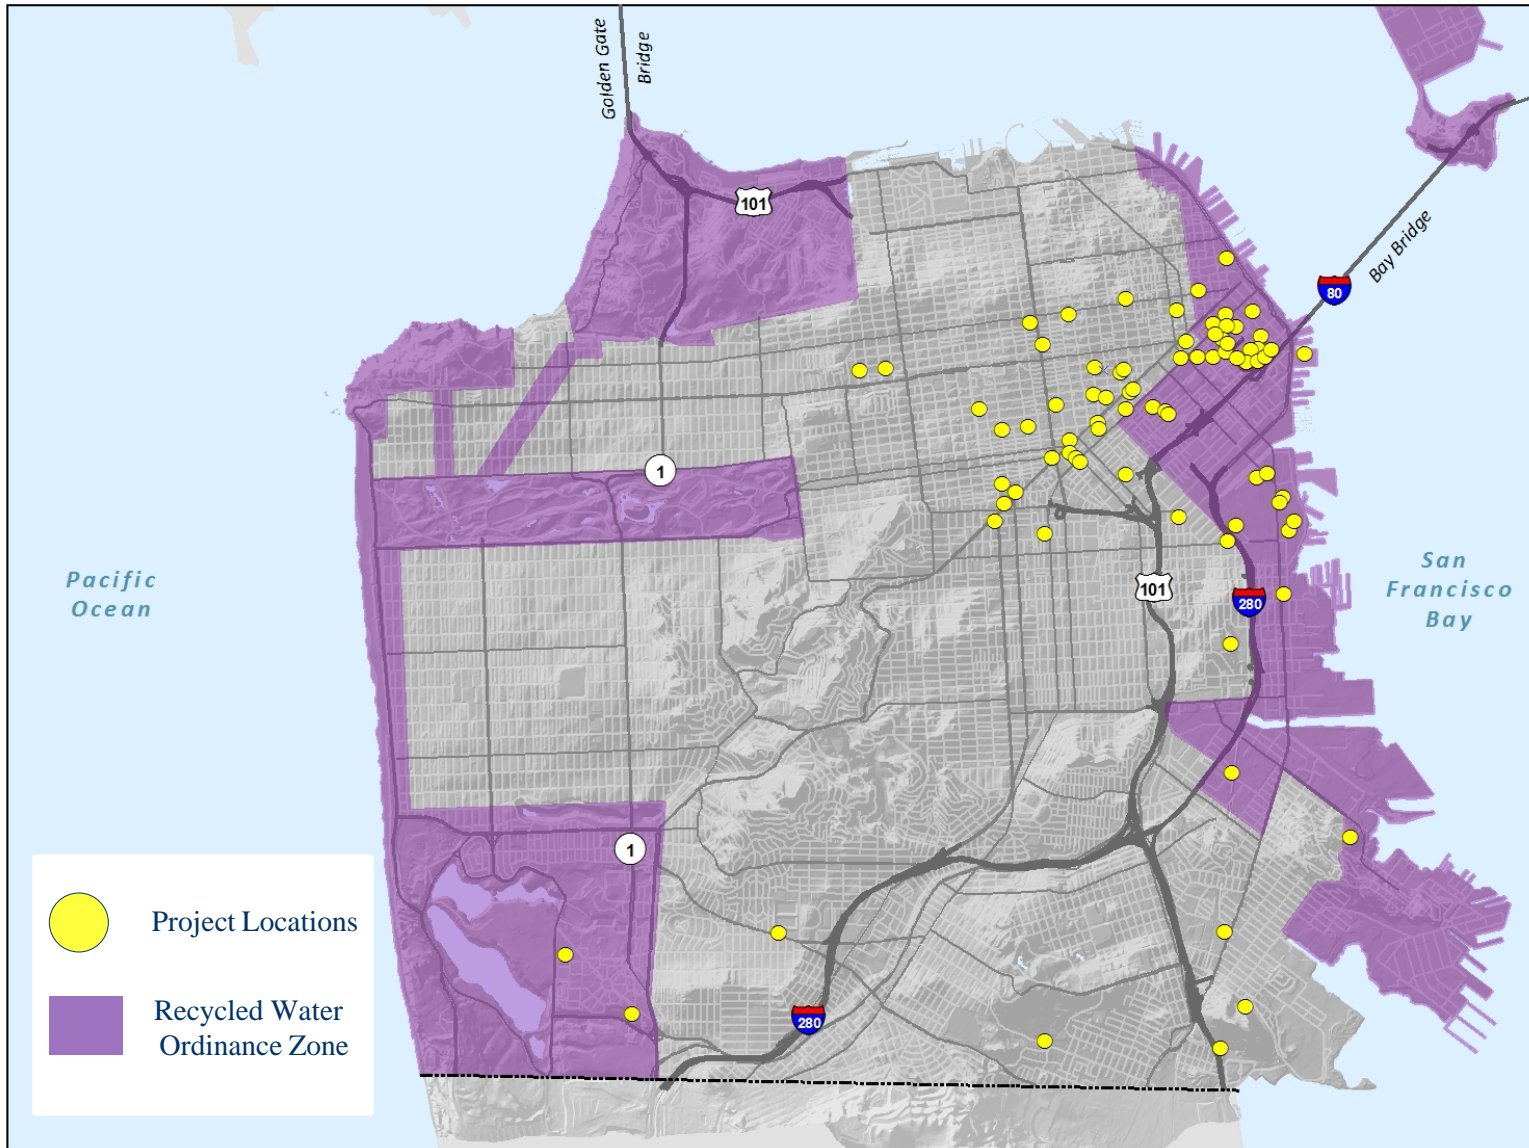 Golden Gate
Bridge
101
80
Bay Bridge
1
Pacific
Ocean
San
Francisco
Bay
101
280
1
Project Locations
Recycled Water
Ordinance Zone
280